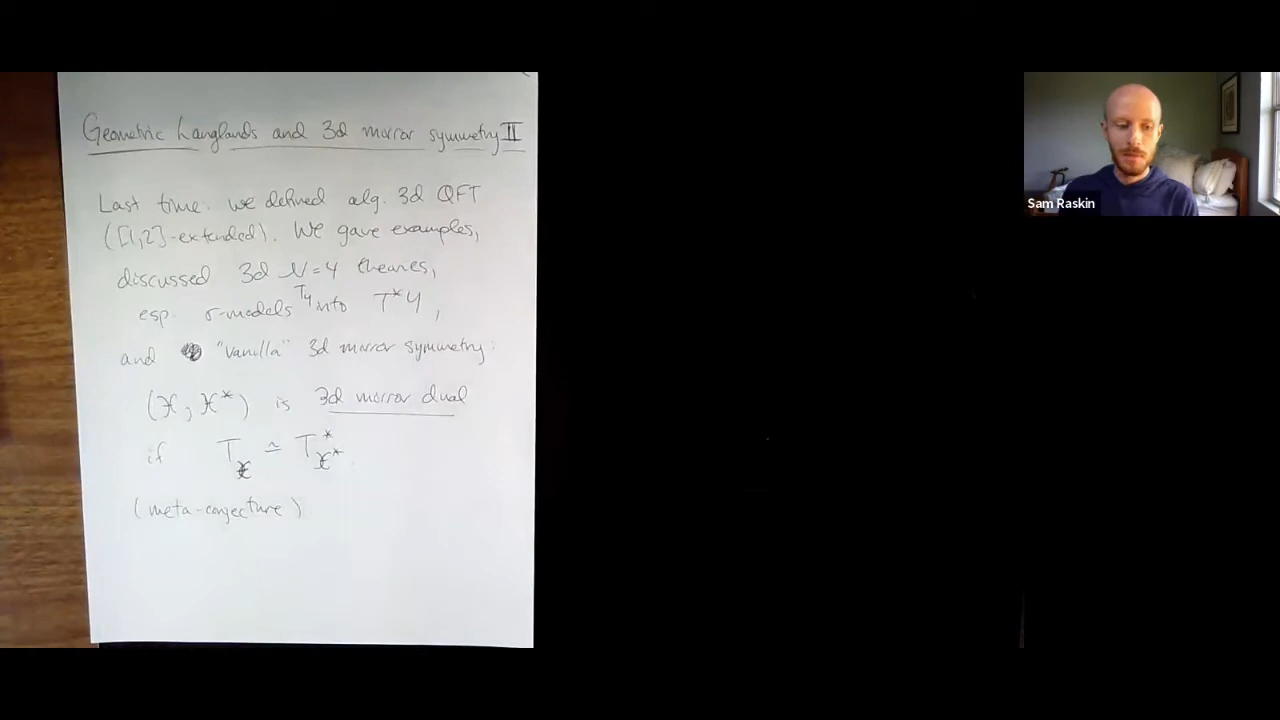 Geometric Langlands and 3d mirror symmetry II
Last time: we defined alg. 3d QFT
([1,2]-extended). We gave examples,
discussed 3d N=4 theories,
esp. σ-models T_Y into T*Y,
and "vanilla" 3d mirror symmetry:
(X, X*) is 3d mirror dual
if T_X ≃ T*_X*.
(meta-conjecture)
Sam Raskin